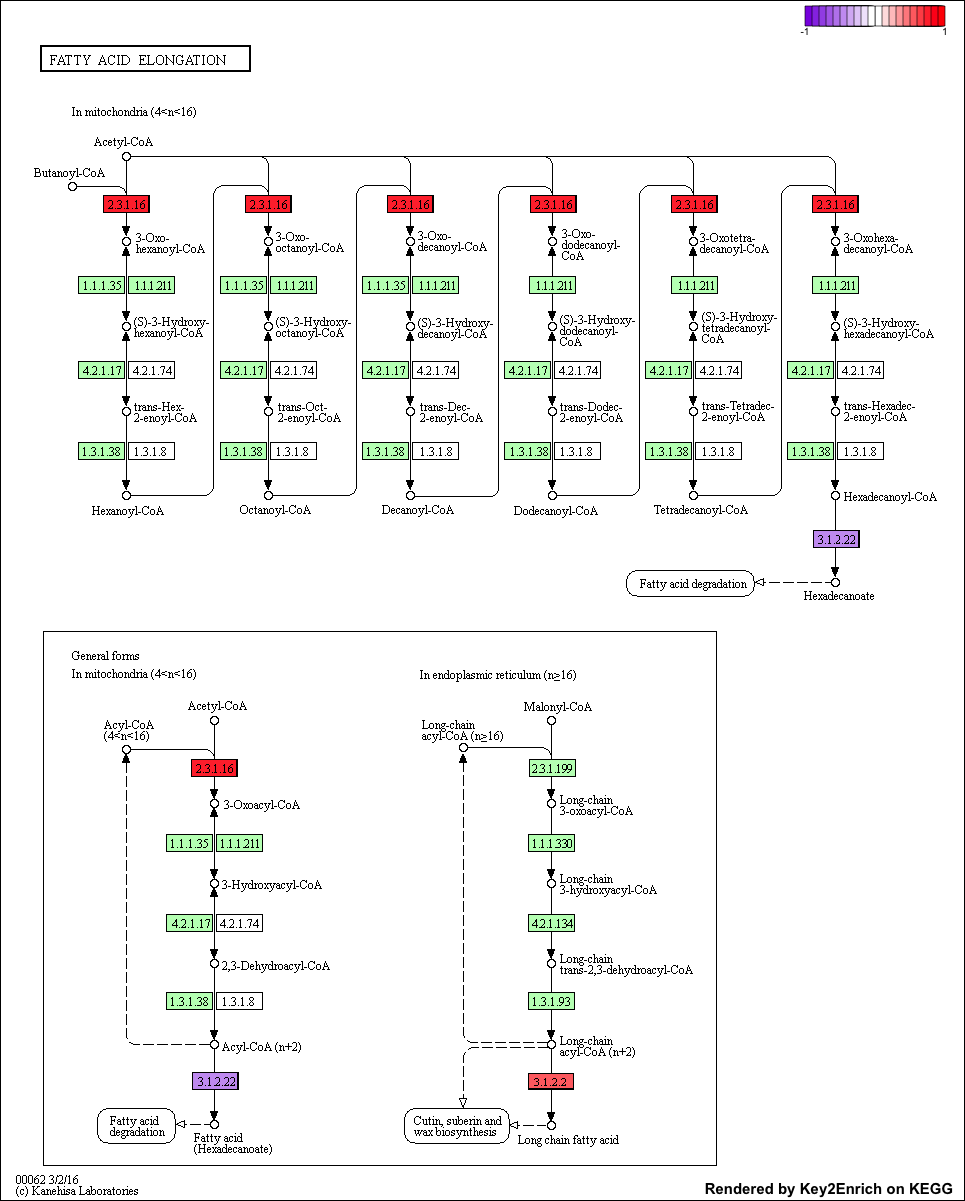 -1
1
FATTY ACID ELONGATION
In mitochondria (4<n<16)
Acetyl-CoA
Butanoyl-CoA
2.3.1.16 2.3.1.16 2.3.1.16 2.3.1.16 2.3.1.16 2.3.1.16
3-Oxo-
hexanoyl-CoA
3-Oxo-
octanoyl-CoA
3-Oxo-
decanoyl-CoA
3-Oxo-
dodecanoyl-
CoA
3-Oxotetra-
decanoyl-CoA
3-Oxohexa-
decanoyl-CoA
1.1.1.35 1.1.1.211 1.1.1.35 1.1.1.211 1.1.1.35 1.1.1.211 1.1.1.211 1.1.1.211 1.1.1.211
(S)-3-Hydroxy-
hexanoyl-CoA
(S)-3-Hydroxy-
octanoyl-CoA
(S)-3-Hydroxy-
decanoyl-CoA
(S)-3-Hydroxy-
dodecanoyl-
CoA
(S)-3-Hydroxy-
tetradecanoyl-
CoA
(S)-3-Hydroxy-
hexadecanoyl-CoA
4.2.1.17 4.2.1.74 4.2.1.17 4.2.1.74 4.2.1.17 4.2.1.74 4.2.1.17 4.2.1.74 4.2.1.17 4.2.1.74 4.2.1.17 4.2.1.74
trans-Hex-
2-enoyl-CoA
trans-Oct-
2-enoyl-CoA
trans-Dec-
2-enoyl-CoA
trans-Dodec-
2-enoyl-CoA
trans-Tetradec-
2-enoyl-CoA
trans-Hexadec-
2-enoyl-CoA
1.3.1.38 1.3.1.8 1.3.1.38 1.3.1.8 1.3.1.38 1.3.1.8 1.3.1.38 1.3.1.8 1.3.1.38 1.3.1.8 1.3.1.38 1.3.1.8
Hexanoyl-CoA Octanoyl-CoA Decanoyl-CoA Dodecanoyl-CoA Tetradecanoyl-CoA Hexadecanoyl-CoA
3.1.2.22
Fatty acid degradation
Hexadecanoate
General forms
In mitochondria (4<n<16)
Acetyl-CoA
Acyl-CoA
(4<n<16)
2.3.1.16
3-Oxoacyl-CoA
1.1.1.35 1.1.1.211
3-Hydroxyacyl-CoA
4.2.1.17 4.2.1.74
2,3-Dehydroacyl-CoA
1.3.1.38 1.3.1.8
Acyl-CoA (n+2)
3.1.2.22
Fatty acid
degradation
Fatty acid
(Hexadecanoate)
In endoplasmic reticulum (n≥16)
Malonyl-CoA
Long-chain
acyl-CoA (n≥16)
2.3.1.199
Long-chain
3-oxoacyl-CoA
1.1.1.330
Long-chain
3-hydroxyacyl-CoA
4.2.1.134
Long-chain
trans-2,3-dehydroacyl-CoA
1.3.1.93
Long-chain
acyl-CoA (n+2)
3.1.2.2
Cutin, suberin and
wax biosynthesis
Long chain fatty acid
00062 3/2/16
(c) Kanehisa Laboratories
Rendered by Key2Enrich on KEGG